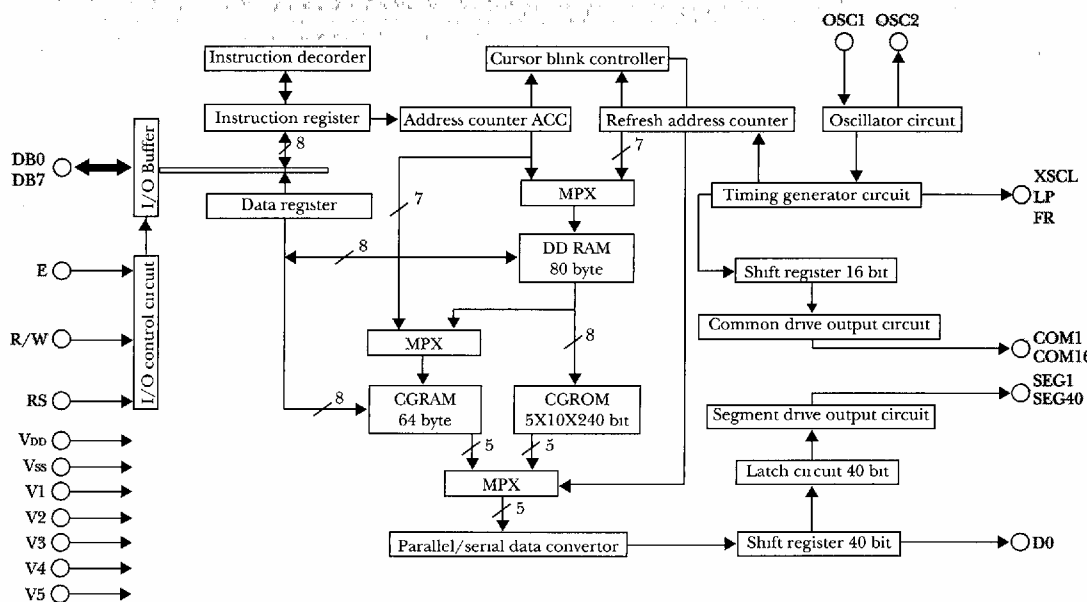 OSC1 OSC2
Instruction decorder
Cursor blink controller
Instruction register
Address counter ACC
Refresh address counter
Oscillator circuit
8
7
DB0
DB7
I/O Buffer
Data register
MPX
Timing generator circuit
XSCL
LP
FR
7
8
DD RAM
80 byte
E
I/O control circuit
Shift register 16 bit
R/W
MPX
8
Common drive output circuit
COM1
COM16
RS
8
CGRAM
64 byte
CGROM
5X10X240 bit
Segment drive output circuit
SEG1
SEG40
VDD
5
5
VSS
MPX
Latch circuit 40 bit
V1
5
V2
V3
Parallel/serial data convertor
Shift register 40 bit
D0
V4
V5